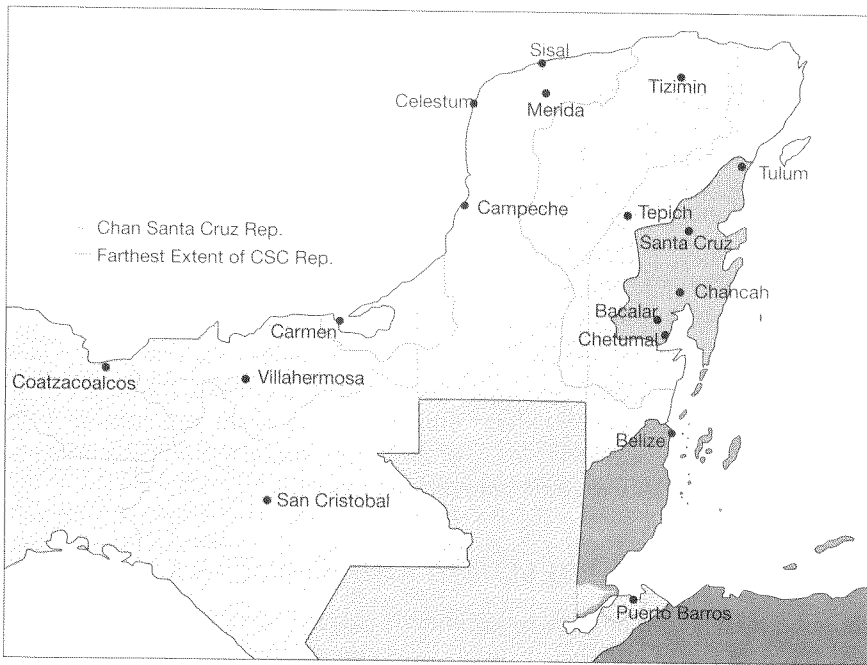 Sisal
Tizimin
Celestum
Merida
Tulum
Campeche
Tepich
Chan Santa Cruz Rep.
Santa Cruz
Farthest Extent of CSC Rep.
Chancah
Bacalar
Carmen
Chetumal
Coatzacoalcos
Villahermosa
Belize
San Cristobal
Puerto Barros